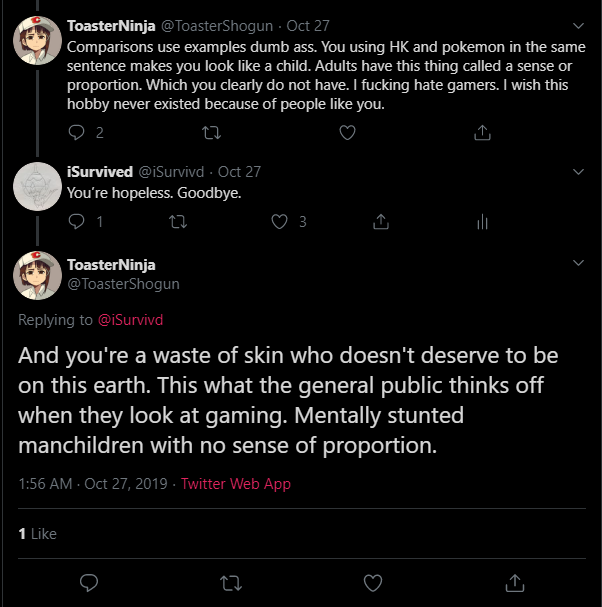 ToasterNinja @ToasterShogun · Oct 27
Comparisons use examples dumb ass. You using HK and pokemon in the same
sentence makes you look like a child. Adults have this thing called a sense or
proportion. Which you clearly do not have. I fucking hate gamers. I wish this
hobby never existed because of people like you.
2
iSurvived @iSurvivd · Oct 27
You’re hopeless. Goodbye.
1 3
ToasterNinja
@ToasterShogun
Replying to @iSurvivd
And you're a waste of skin who doesn't deserve to be
on this earth. This what the general public thinks off
when they look at gaming. Mentally stunted
manchildren with no sense of proportion.
1:56 AM · Oct 27, 2019 · Twitter Web App
1 Like